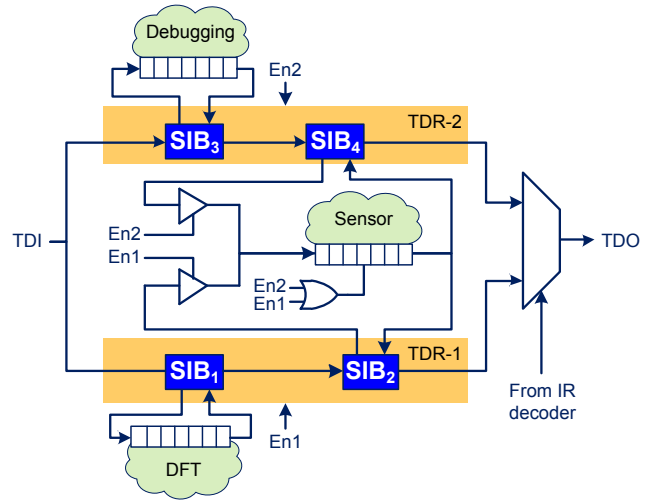 Debugging
En2
TDR-2
SIB3
SIB4
Sensor
En2
TDI
TDO
En1
En2
En1
TDR-1
SIB1
SIB2
From IR
decoder
En1
DFT